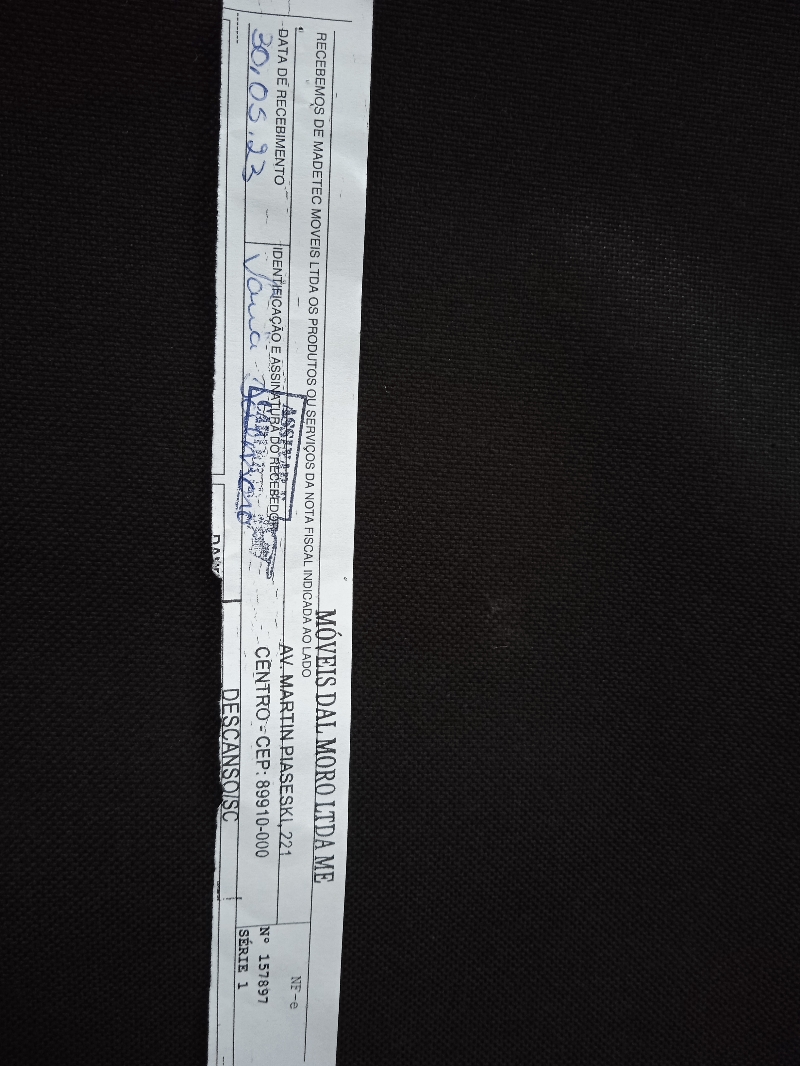 RECEBEMOS DE MADETEC MOVEIS LTDA OS PRODUTOS OU SERVIÇOS DA NOTA FISCAL INDICADA AO LADO
DATA DE RECEBIMENTO
30.05.23
IDENTIFICAÇÃO E ASSINATURA DO RECEBEDOR
MÓVEIS DAL MORO LTDA ME
AV. MARTIN PIASESKI, 221
CENTRO - CEP: 89910-000
DESCANSO/SC
NF-e
Nº 157897
SÉRIE 1